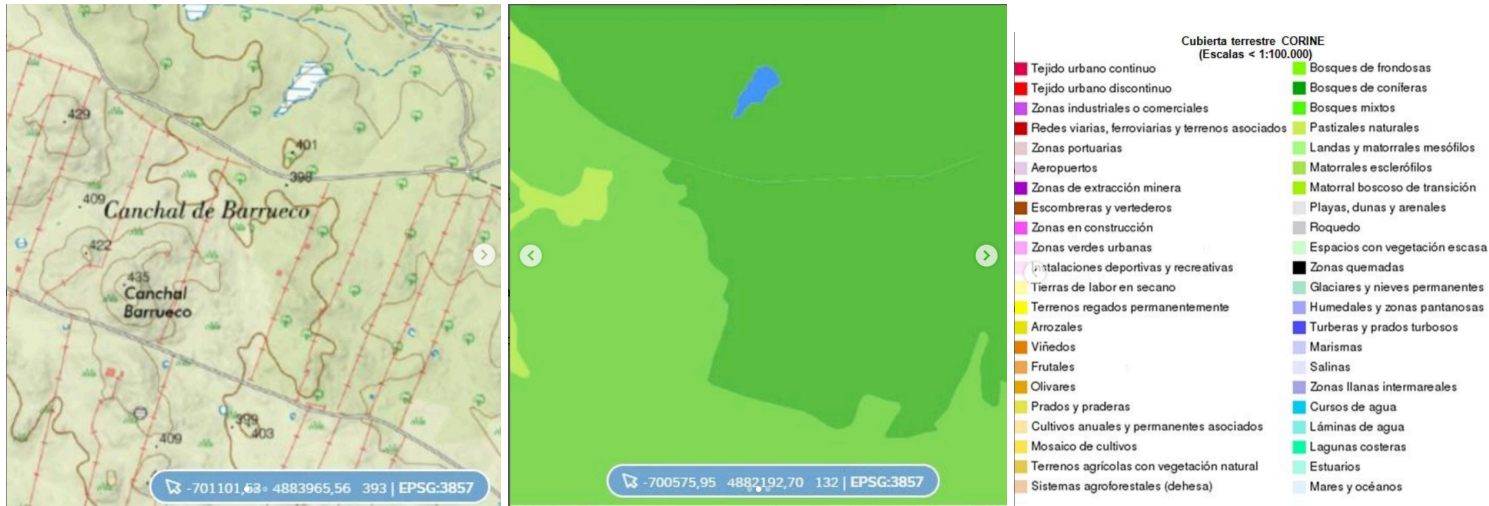 429
401
398
409
Canchal de Barrueco
422
435
Canchal
Barrueco
399
403
409
-701101,63 4883965,56 393 | EPSG:3857
-700575,95 4882192,70 132 | EPSG:3857
Cubierta terrestre CORINE
(Escalas < 1:100.000)
Tejido urbano continuo
Tejido urbano discontinuo
Zonas industriales o comerciales
Redes viarias, ferroviarias y terrenos asociados
Zonas portuarias
Aeropuertos
Zonas de extracción minera
Escombreras y vertederos
Zonas en construcción
Zonas verdes urbanas
Instalaciones deportivas y recreativas
Tierras de labor en secano
Terrenos regados permanentemente
Arrozales
Viñedos
Frutales
Olivares
Prados y praderas
Cultivos anuales y permanentes asociados
Mosaico de cultivos
Terrenos agrícolas con vegetación natural
Sistemas agroforestales (dehesa)
Bosques de frondosas
Bosques de coníferas
Bosques mixtos
Pastizales naturales
Landas y matorrales mesófilos
Matorrales esclerófilos
Matorral boscoso de transición
Playas, dunas y arenales
Roquedo
Espacios con vegetación escasa
Zonas quemadas
Glaciares y nieves permanentes
Humedales y zonas pantanosas
Turberas y prados turbosos
Marismas
Salinas
Zonas llanas intermareales
Cursos de agua
Láminas de agua
Lagunas costeras
Estuarios
Mares y océanos